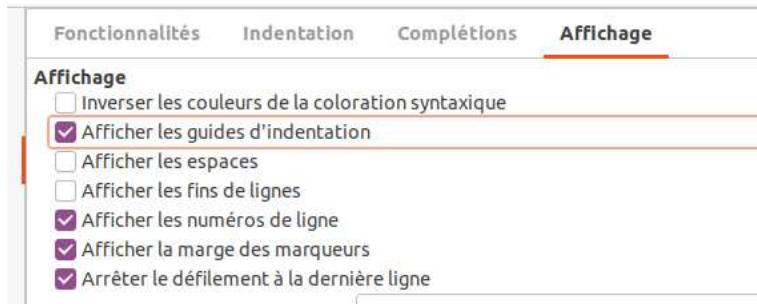 Fonctionnalités Indentation Complétions Affichage
Affichage
Inverser les couleurs de la coloration syntaxique
Afficher les guides d'indentation
Afficher les espaces
Afficher les fins de lignes
Afficher les numéros de ligne
Afficher la marge des marqueurs
Arrêter le défilement à la dernière ligne